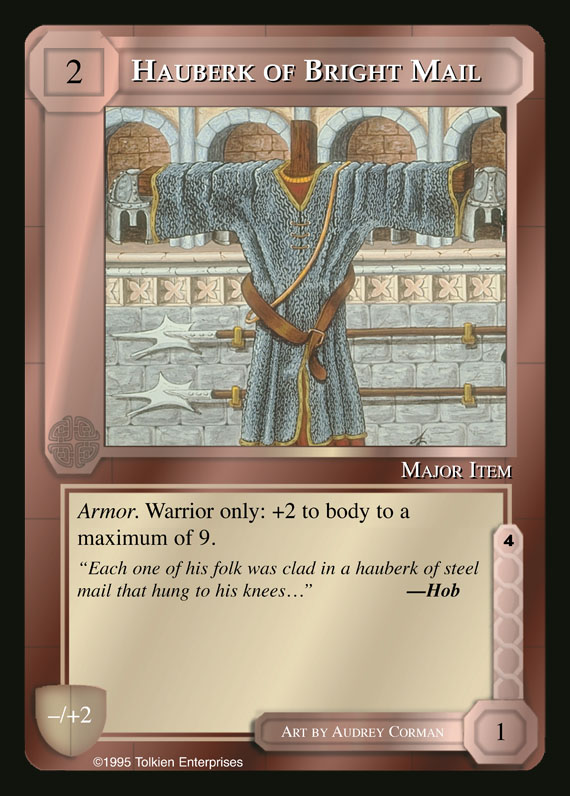 2
HAUBERK OF BRIGHT MAIL
MAJOR ITEM
Armor. Warrior only: +2 to body to a
maximum of 9.
“Each one of his folk was clad in a hauberk of steel
mail that hung to his knees…” —Hob
4
–/+2
ART BY AUDREY CORMAN
1
©1995 Tolkien Enterprises